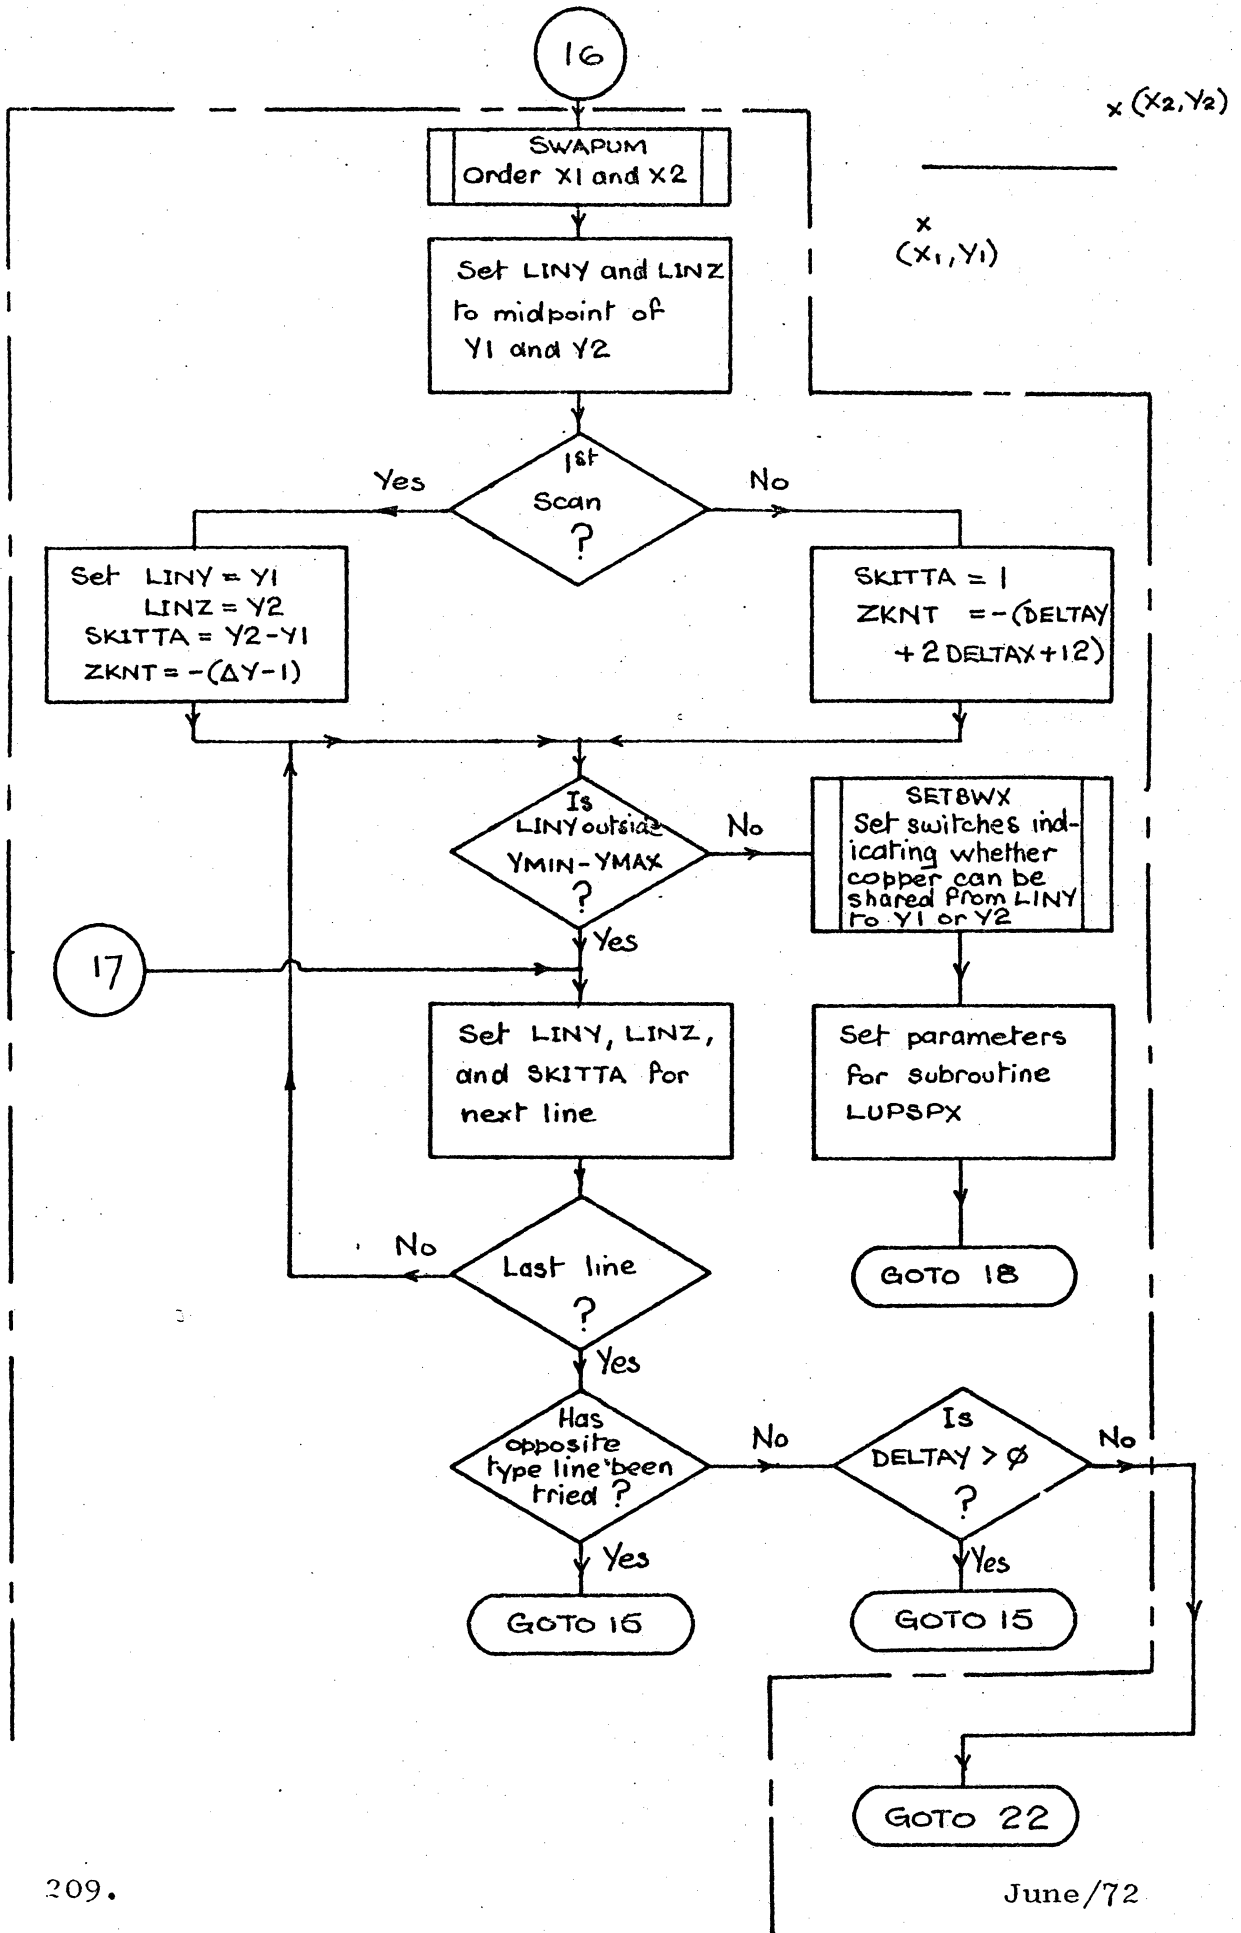 16
x (X2,Y2)
SWAPUM
Order X1 and X2
x
(X1,Y1)
Set LINY and LINZ
to midpoint of
Y1 and Y2
1st
Scan
?
Yes
No
Set LINY = Y1
LINZ = Y2
SKITTA = Y2-Y1
ZKNT = -(ΔY-1)
SKITTA = 1
ZKNT = -(DELTAY
+ 2 DELTAX+12)
Is
LINY outside
YMIN-YMAX
?
No
Yes
SETBWX
Set switches ind-
icating whether
copper can be
shared from LINY
to Y1 or Y2
17
Set LINY, LINZ,
and SKITTA for
next line
Set parameters
for subroutine
LUPSPX
No
Last line
?
GOTO 18
Yes
Has
opposite
type line been
tried ?
No
Is
DELTAY > Ø
?
No
Yes
Yes
GOTO 15
GOTO 15
GOTO 22
209.
June/72